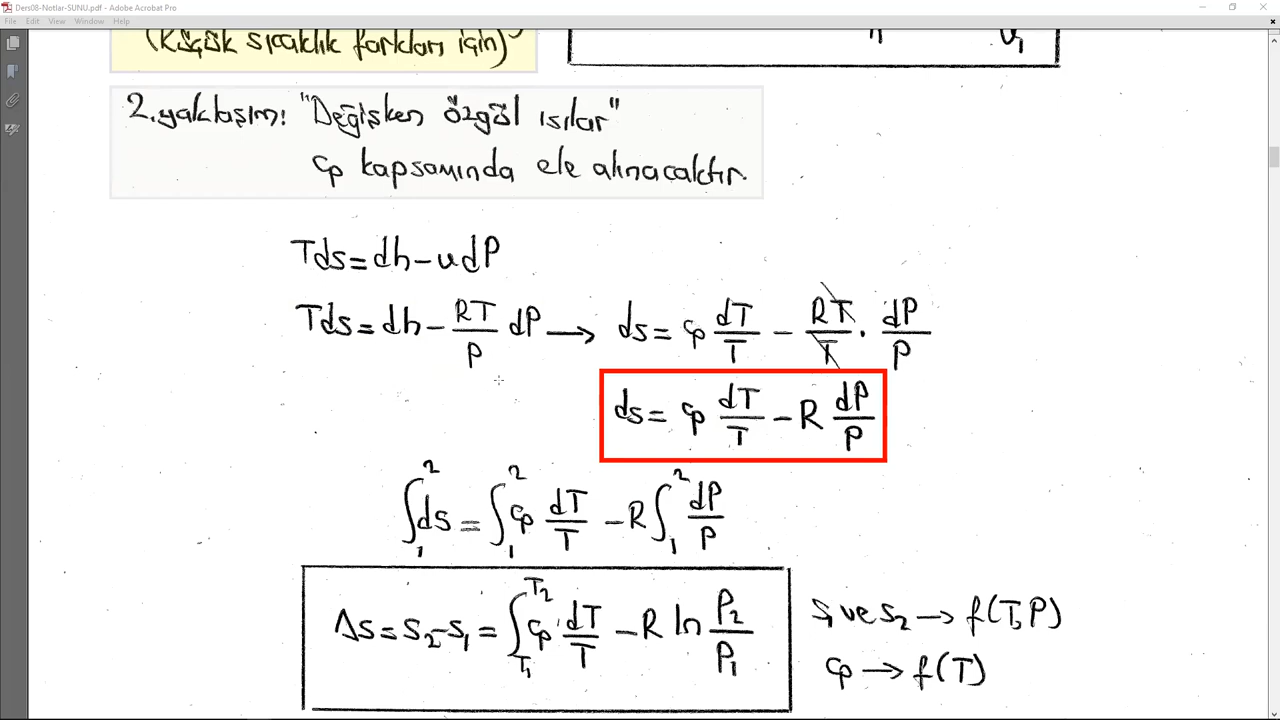 Ders08-Notlar-SUNU.pdf - Adobe Acrobat Pro
File Edit View Window Help
(Küçük sıcaklık farkları için)
υ₁
2. yaklaşım: "Değişken özgül ısılar"
cp kapsamında ele alınacaktır.
Tds = dh - υdP
Tds = dh - RT/P dP → ds = cp dT/T - RT/T · dP/P
ds = cp dT/T - R dP/P
∫₁² ds = ∫₁² cp dT/T - R ∫₁² dP/P
Δs = s₂ - s₁ = ∫T₁T₂ cp dT/T - R ln P₂/P₁
s₁ ve s₂ → f(T,P)
cp → f(T)